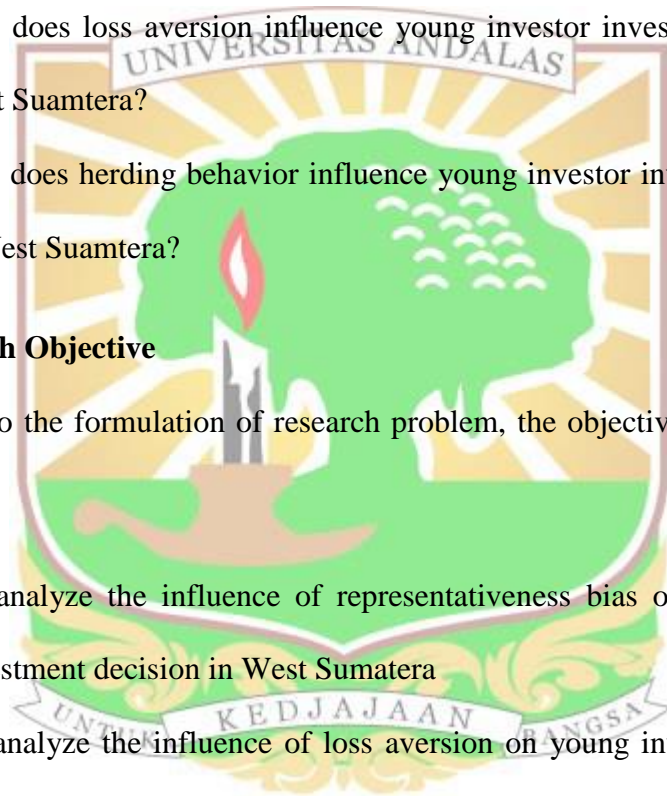 does loss aversion influence young investor inves
UNIVERSITAS ANDALAS
t Suamtera?
does herding behavior influence young investor in
est Suamtera?
h Objective
o the formulation of research problem, the objectiv
analyze the influence of representativeness bias o
stment decision in West Sumatera
UNTUK KEDJAJAAN BANGSA
analyze the influence of loss aversion on young in